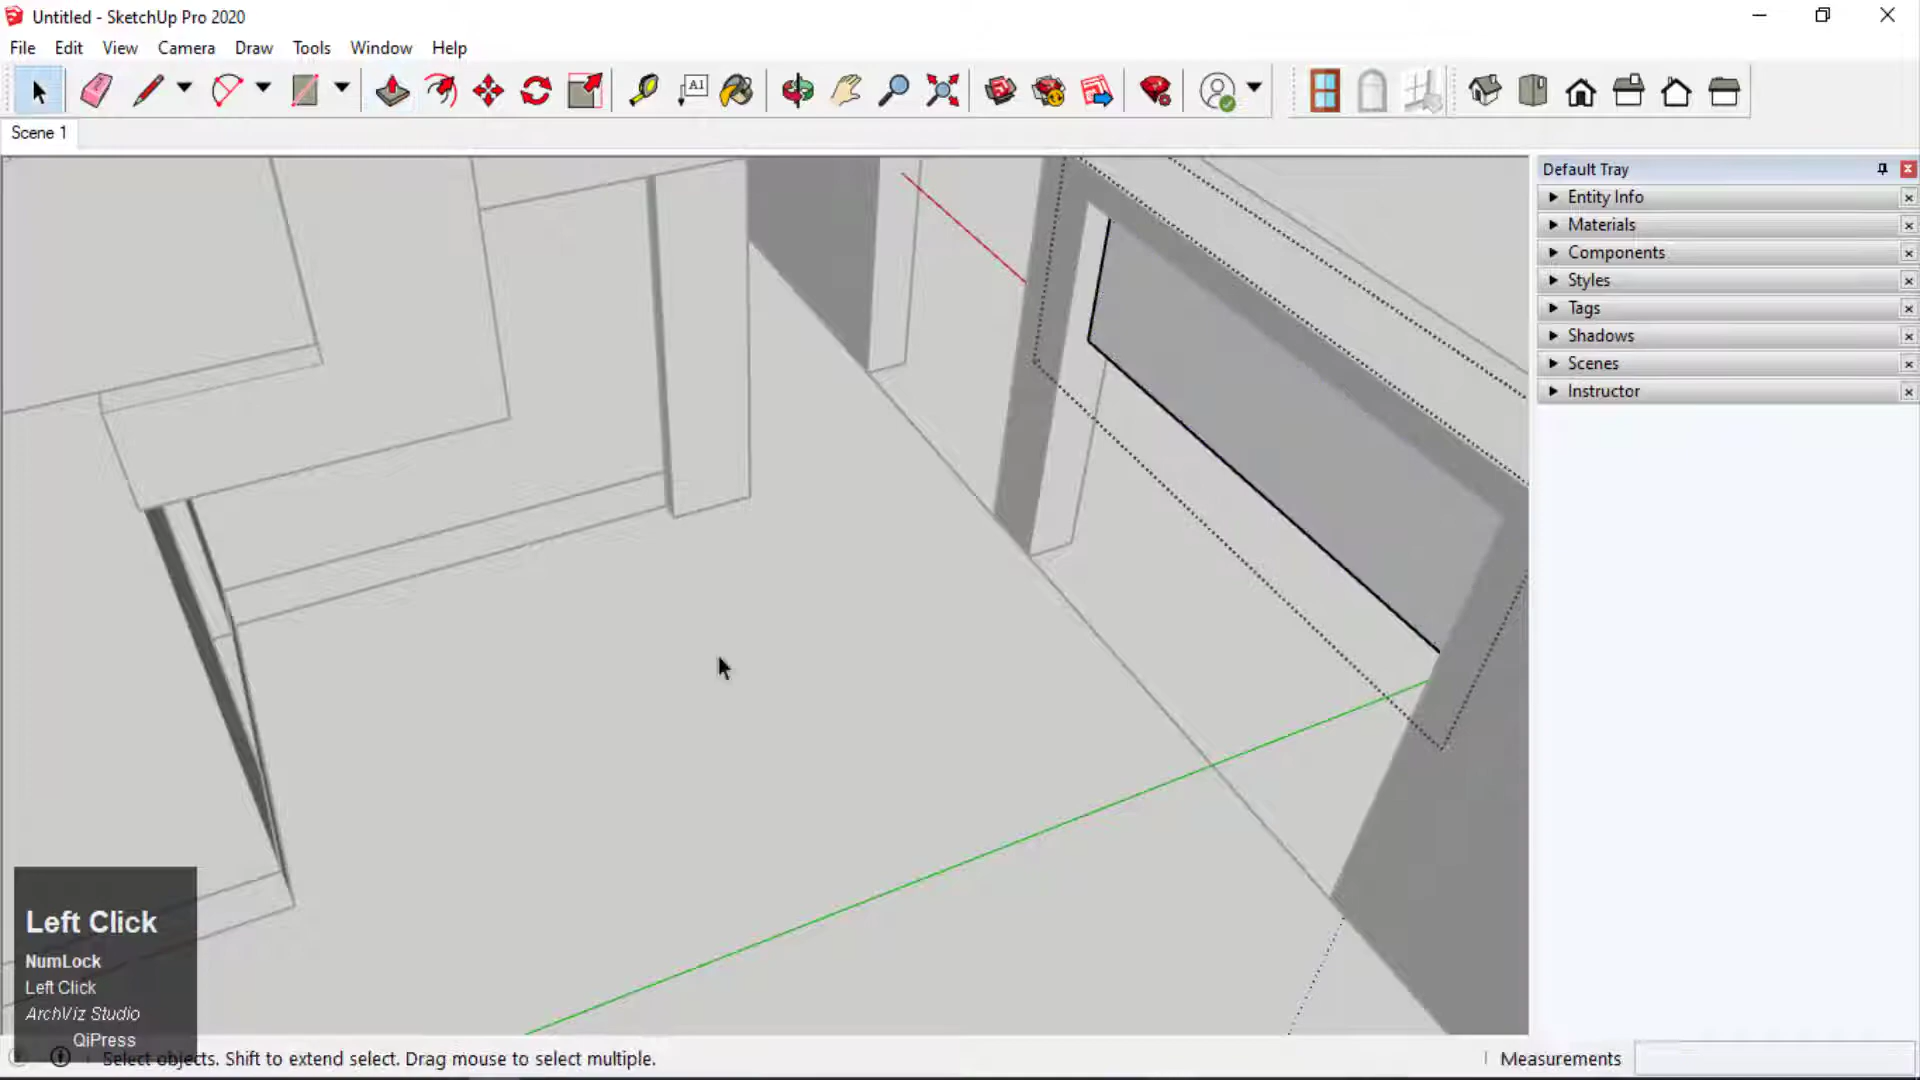 Untitled - SketchUp Pro 2020
File Edit View Camera Draw Tools Window Help
A1
Scene 1
Default Tray
Entity Info
Materials
Components
Styles
Tags
Shadows
Scenes
Instructor
Left Click
NumLock
Left Click
ArchViz Studio
QiPress
Select objects. Shift to extend select. Drag mouse to select multiple.
Measurements